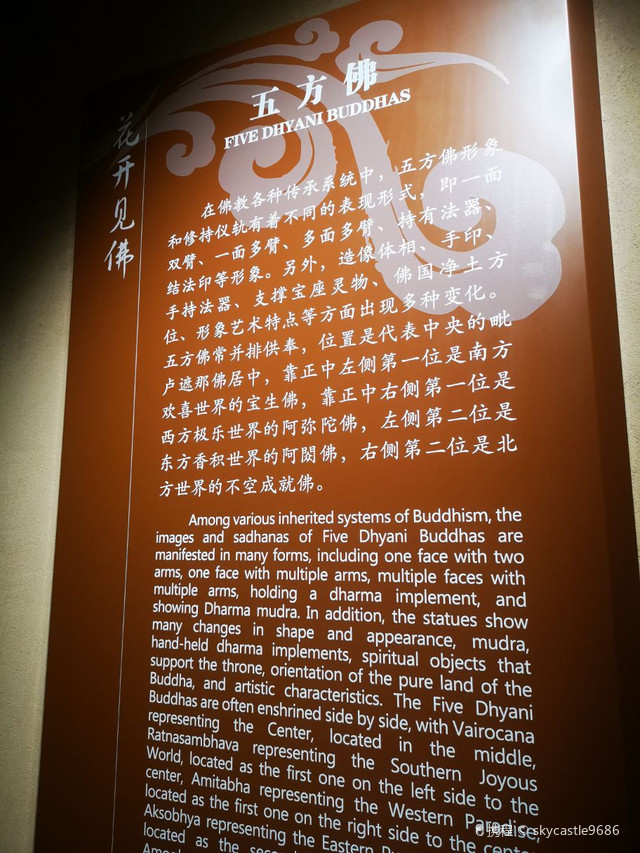 五方佛
FIVE DHYANI BUDDHAS
花开见佛
在佛教各种传承系统中，五方佛形象
和修持仪轨有着不同的表现形式，即一面
双臂、一面多臂、多面多臂、持有法器、
结法印等形象。另外，造像体相、手印、
手持法器、支撑宝座灵物、佛国净土方
位、形象艺术特点等方面出现多种变化。
五方佛常并排供奉，位置是代表中央的毗
卢遮那佛居中，靠正中左侧第一位是南方
欢喜世界的宝生佛，靠正中右侧第一位是
西方极乐世界的阿弥陀佛，左侧第二位是
东方香积世界的阿閦佛，右侧第二位是北
方世界的不空成就佛。
Among various inherited systems of Buddhism, the
images and sadhanas of Five Dhyani Buddhas are
manifested in many forms, including one face with two
arms, one face with multiple arms, multiple faces with
multiple arms, holding a dharma implement, and
showing Dharma mudra. In addition, the statues show
many changes in shape and appearance, mudra,
hand-held dharma implements, spiritual objects that
support the throne, orientation of the pure land of the
Buddha, and artistic characteristics. The Five Dhyani
Buddhas are often enshrined side by side, with Vairocana
representing the Center, located in the middle,
Ratnasambhava representing the Southern Joyous
World, located as the first one on the left side to the
center, Amitabha representing the Western Paradice,
located as the first one on the right side to the center,
Aksobhya representing the Eastern
located as the
携程 skycastle9686